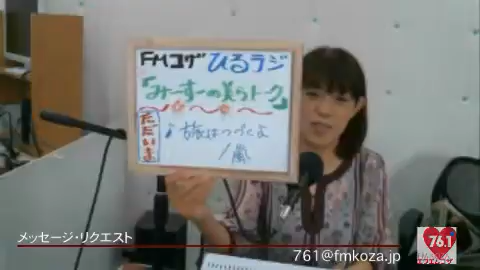 FMコザ ひるラジ
「みーすーの美らトーク」
ただいま
♪ 旅はつづくよ
/嵐
メッセージ・リクエスト
761@fmkoza.jp
76.1